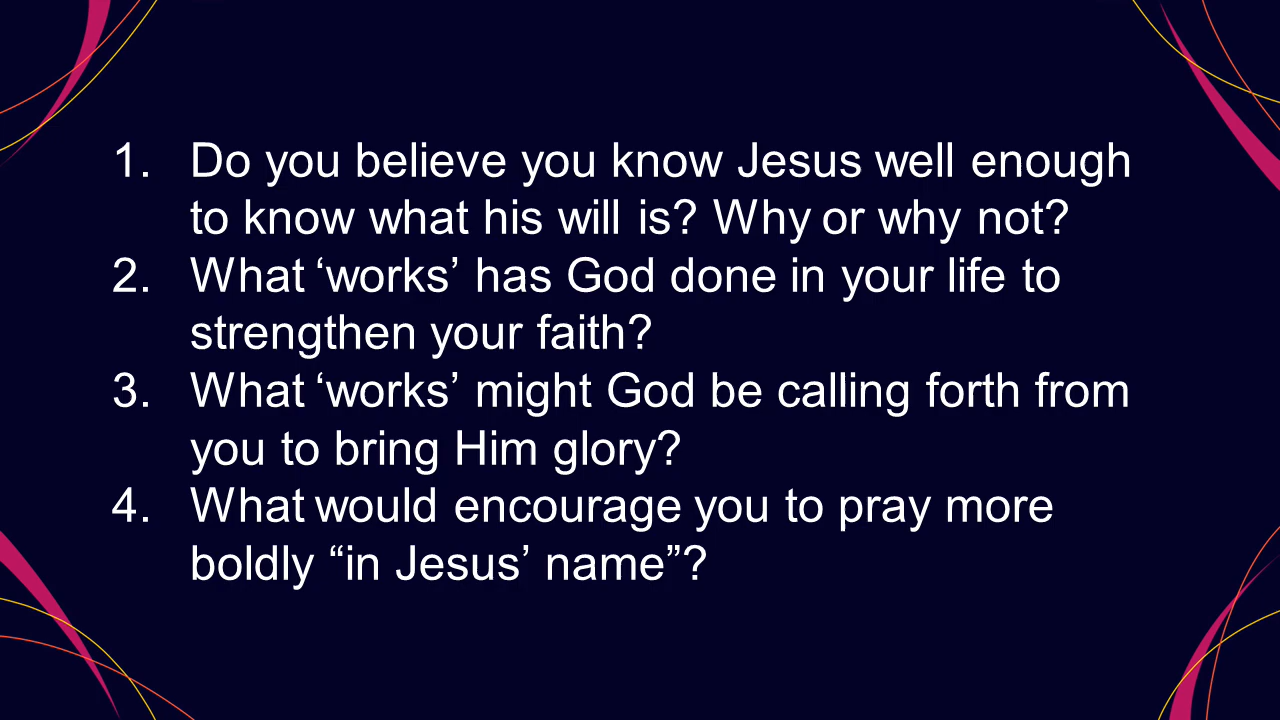 1. Do you believe you know Jesus well enough
to know what his will is? Why or why not?
2. What ‘works’ has God done in your life to
strengthen your faith?
3. What ‘works’ might God be calling forth from
you to bring Him glory?
4. What would encourage you to pray more
boldly “in Jesus’ name”?